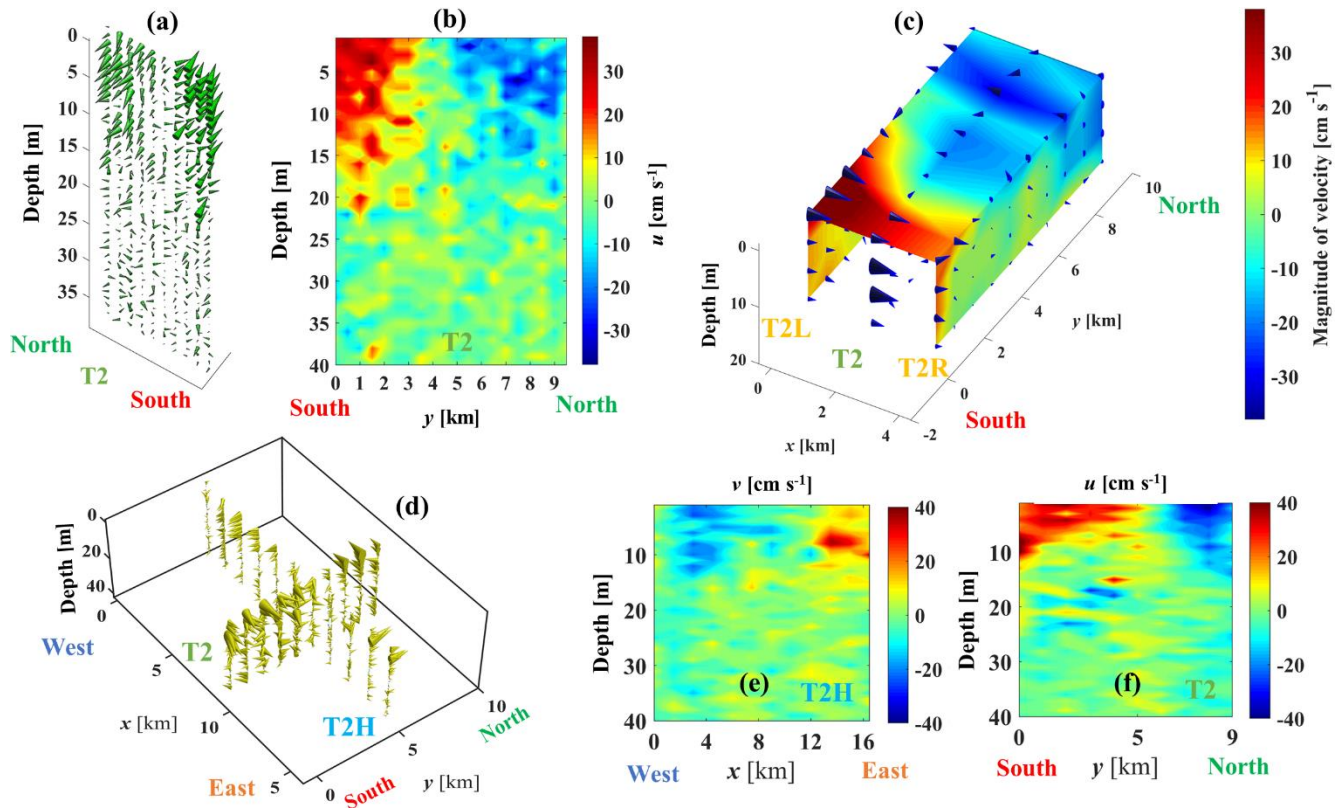 (a)
0
5
10
15
20
25
30
35
Depth [m]
North
T2
South
(b)
5
10
15
20
25
30
35
40
Depth [m]
0 1 2 3 4 5 6 7 8 9
T2
South
y [km]
North
30
20
10
0
-10
-20
-30
u [cm s-1]
(c)
0
10
20
Depth [m]
T2L
T2
T2R
0
2
4
x [km]
-2
0
2
4
6
8
10
y [km]
South
North
30
20
10
0
-10
-20
-30
Magnitude of velocity [cm s-1]
(d)
0
20
40
Depth [m]
0
5
10
x [km]
West
T2
T2H
East
5
0
South
5
y [km]
10
North
v [cm s-1]
10
20
30
40
Depth [m]
(e)
T2H
0 4 8 12 16
West
x [km]
East
40
20
0
-20
-40
u [cm s-1]
10
20
30
40
Depth [m]
(f)
T2
0 9
South
y [km]
North
40
20
0
-20
-40